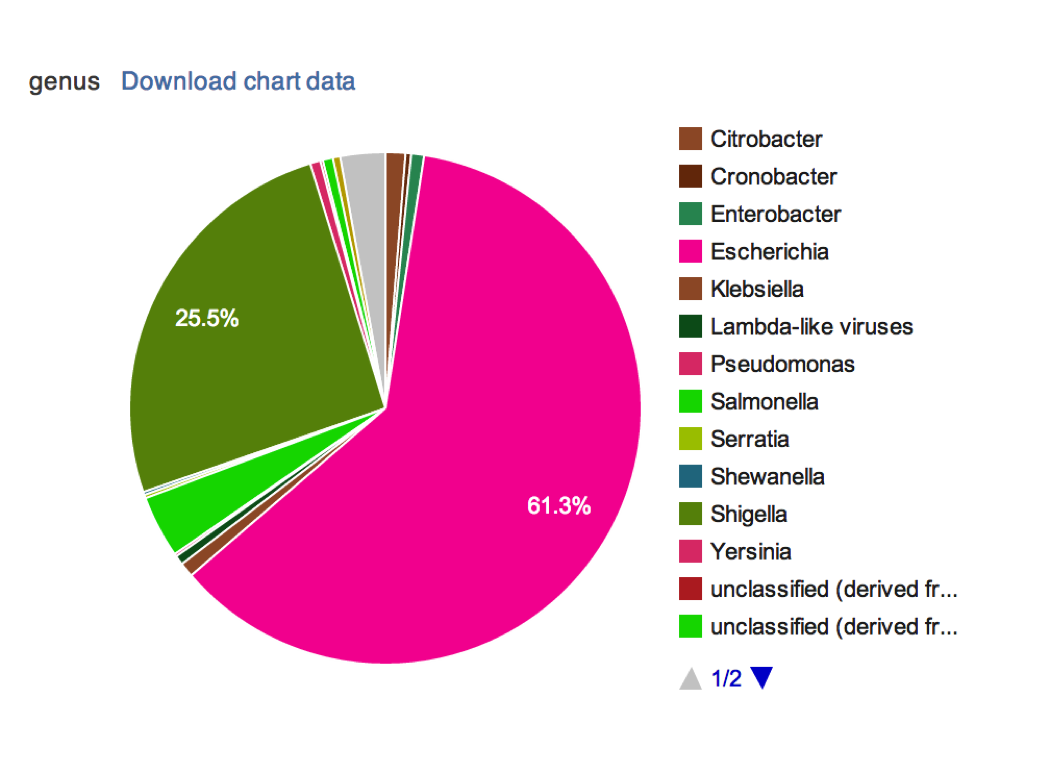 genus Download chart data
Citrobacter
Cronobacter
Enterobacter
Escherichia
Klebsiella
Lambda-like viruses
Pseudomonas
Salmonella
Serratia
Shewanella
Shigella
Yersinia
unclassified (derived fr...
unclassified (derived fr...
1/2
25.5%
61.3%